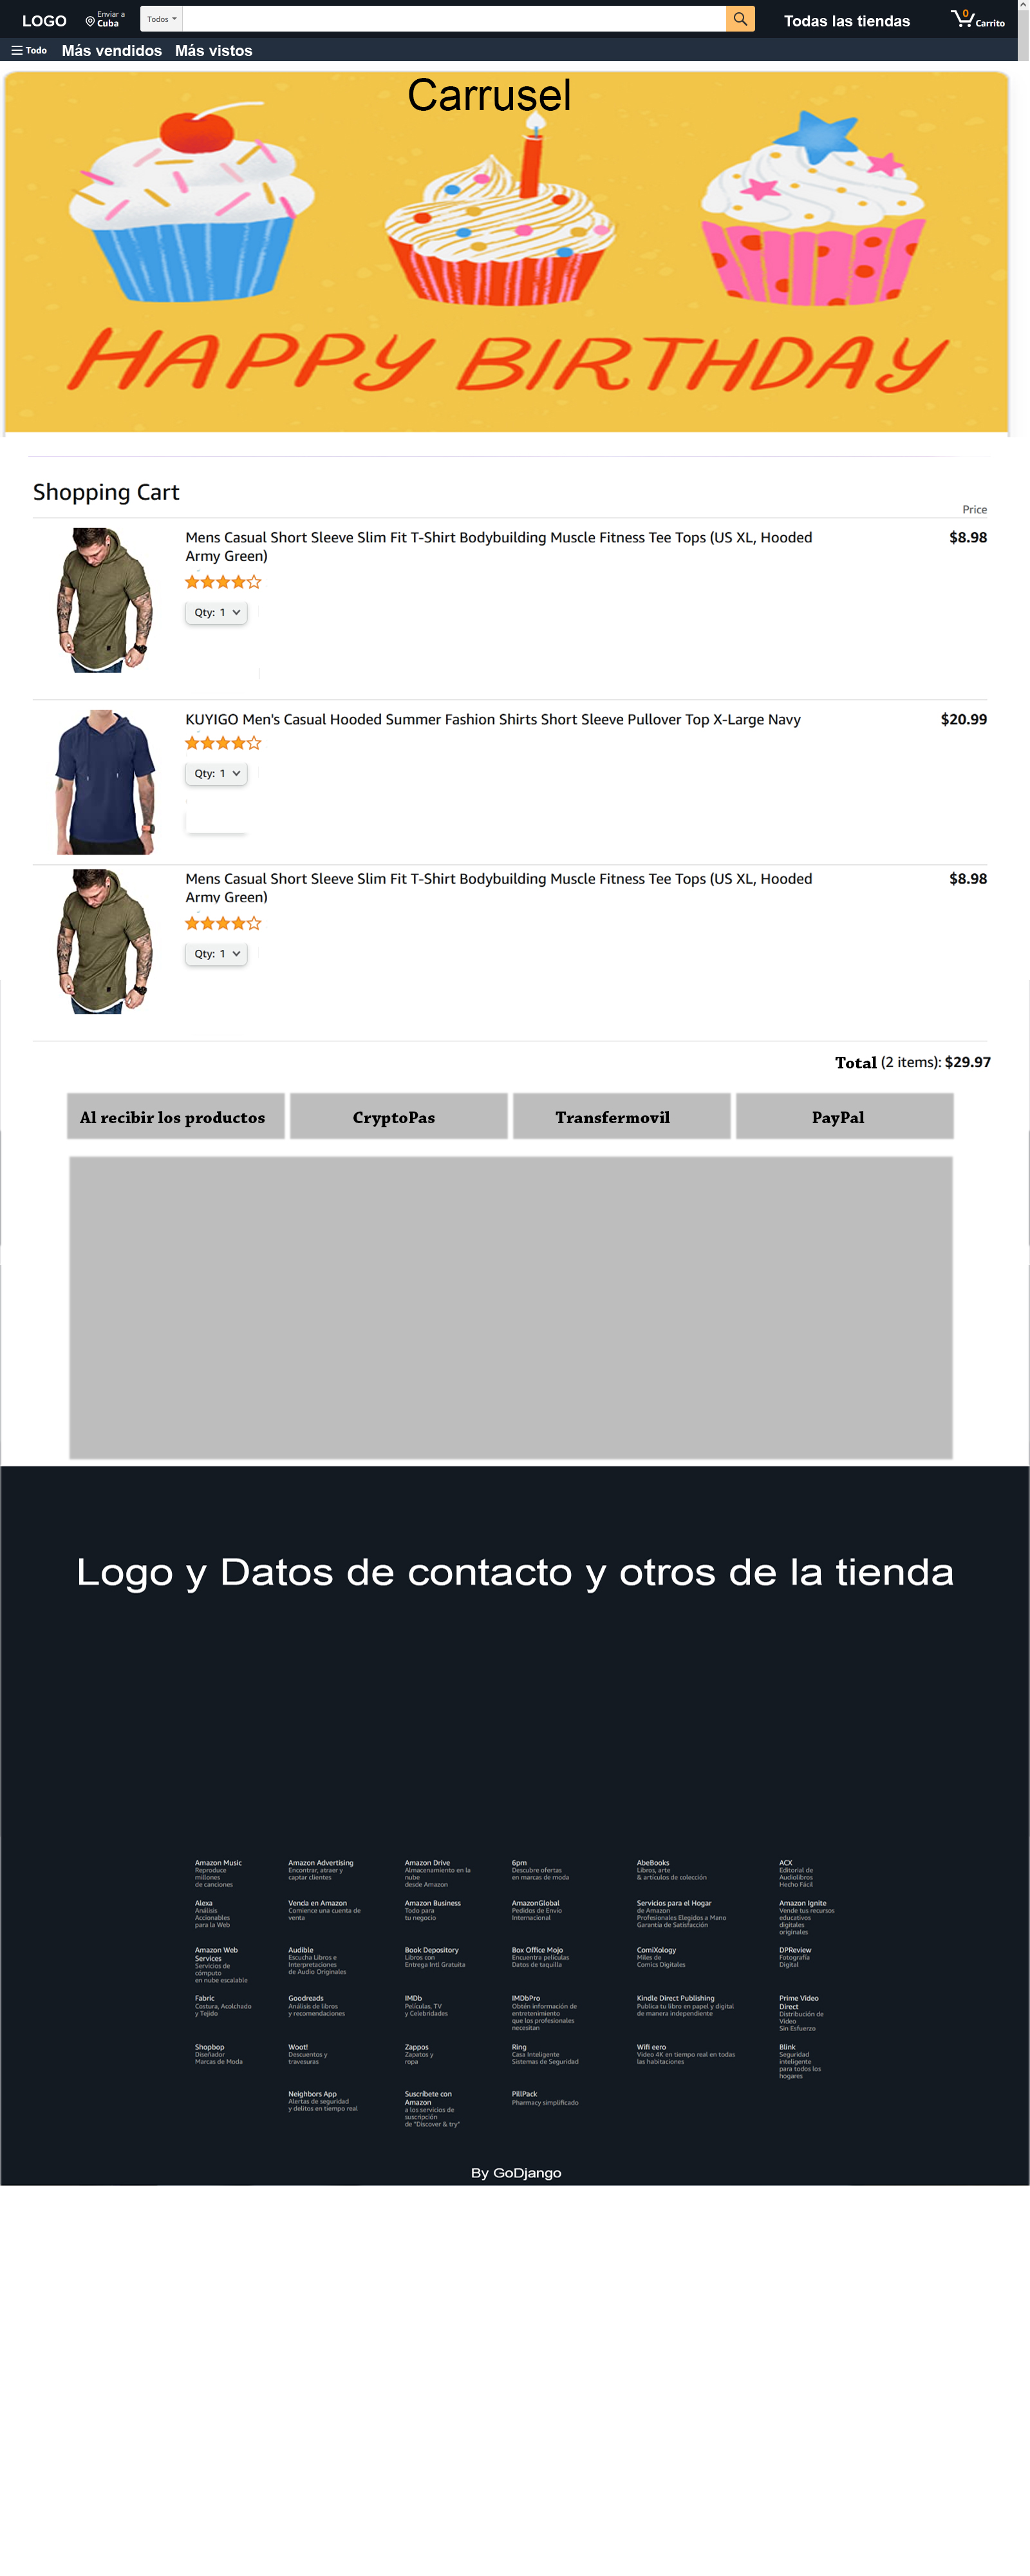 LOGO
Enviar a
Cuba
Todos
Todas las tiendas
0
Carrito
Todo
Más vendidos
Más vistos
Carrusel
HAPPY BIRTHDAY
Shopping Cart
Price
Mens Casual Short Sleeve Slim Fit T-Shirt Bodybuilding Muscle Fitness Tee Tops (US XL, Hooded
Army Green)
$8.98
Qty: 1
KUYIGO Men's Casual Hooded Summer Fashion Shirts Short Sleeve Pullover Top X-Large Navy
$20.99
Qty: 1
Mens Casual Short Sleeve Slim Fit T-Shirt Bodybuilding Muscle Fitness Tee Tops (US XL, Hooded
Army Green)
$8.98
Qty: 1
Total (2 items): $29.97
Al recibir los productos
CryptoPas
Transfermovil
PayPal
Logo y Datos de contacto y otros de la tienda
Amazon Music
Reproduce
millones
de canciones
Amazon Advertising
Encontrar, atraer y
captar clientes
Amazon Drive
Almacenamiento en la
nube
desde Amazon
6pm
Descubre ofertas
en marcas de moda
AbeBooks
Libros, arte
& artículos de colección
ACX
Editorial de
Audiolibros
Hecho Fácil
Alexa
Análisis
Accionables
para la Web
Venda en Amazon
Comience una cuenta de
venta
Amazon Business
Todo para
tu negocio
AmazonGlobal
Pedidos de Envío
Internacional
Servicios para el Hogar
de Amazon
Profesionales Elegidos a Mano
Garantía de Satisfacción
Amazon Ignite
Vende tus recursos
educativos
digitales
originales
Amazon Web
Services
Servicios de
cómputo
en nube escalable
Audible
Escucha Libros e
Interpretaciones
de Audio Originales
Book Depository
Libros con
Entrega Intl Gratuita
Box Office Mojo
Encuentra películas
Datos de taquilla
ComiXology
Miles de
Comics Digitales
DPReview
Fotografía
Digital
Fabric
Costura, Acolchado
y Tejido
Goodreads
Análisis de libros
y recomendaciones
IMDb
Películas, TV
y Celebridades
IMDbPro
Obtén información de
entretenimiento
que los profesionales
necesitan
Kindle Direct Publishing
Publica tu libro en papel y digital
de manera independiente
Prime Video
Direct
Distribución de
Video
Sin Esfuerzo
Shopbop
Diseñador
Marcas de Moda
Woot!
Descuentos y
travesuras
Zappos
Zapatos y
ropa
Ring
Casa Inteligente
Sistemas de Seguridad
Wifi eero
Vídeo 4K en tiempo real en todas
las habitaciones
Blink
Seguridad
inteligente
para todos los
hogares
Neighbors App
Alertas de seguridad
y delitos en tiempo real
Suscríbete con
Amazon
a los servicios de
suscripción
de "Discover & try"
PillPack
Pharmacy simplificado
By GoDjango